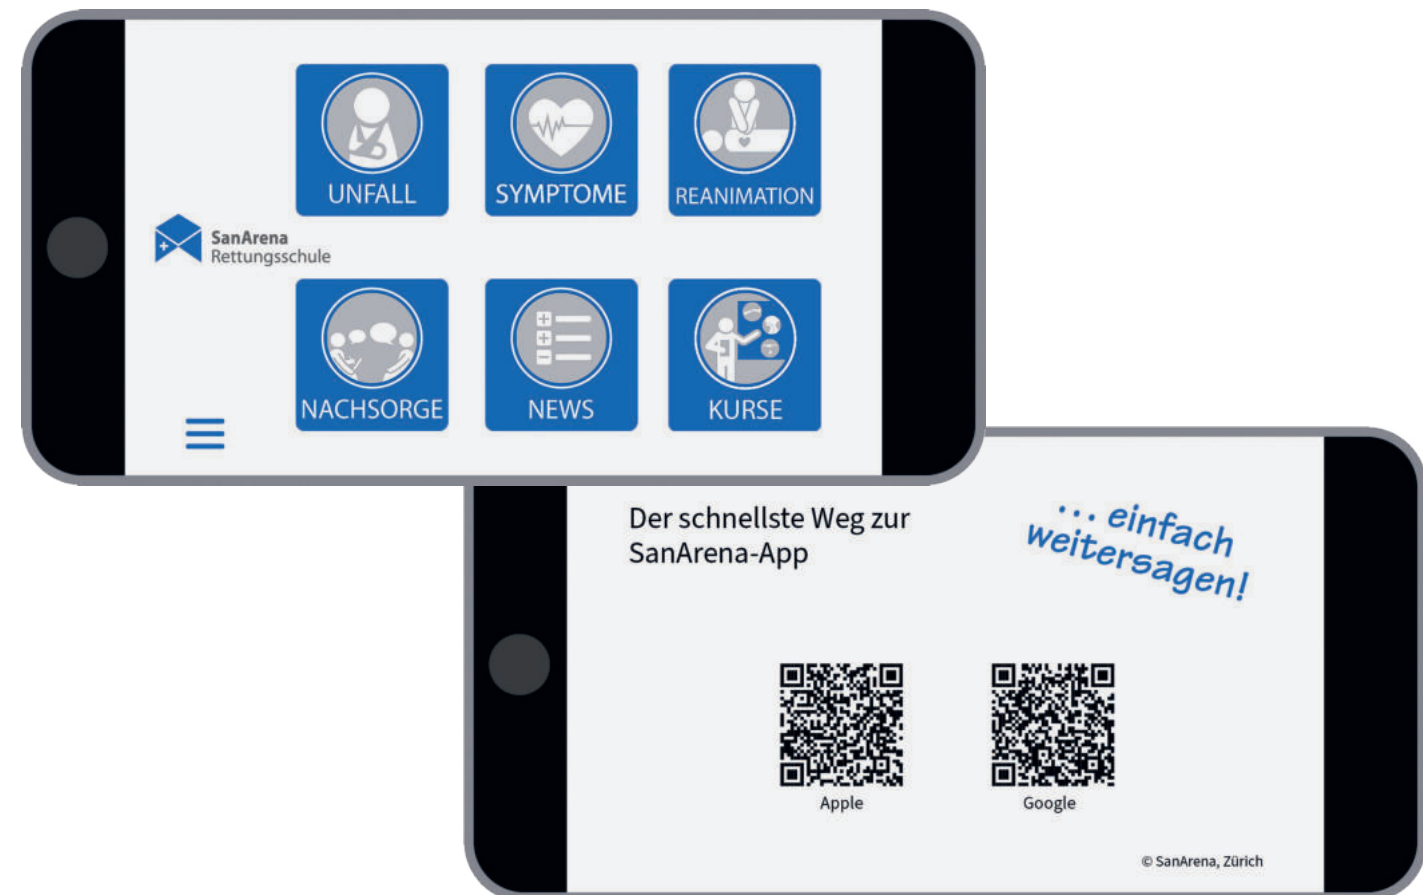 UNFALL
SYMPTOME
REANIMATION
SanArena
Rettungsschule
NACHSORGE
NEWS
KURSE
Der schnellste Weg zur
SanArena-App
... einfach
weitersagen!
Apple
Google
© SanArena, Zürich